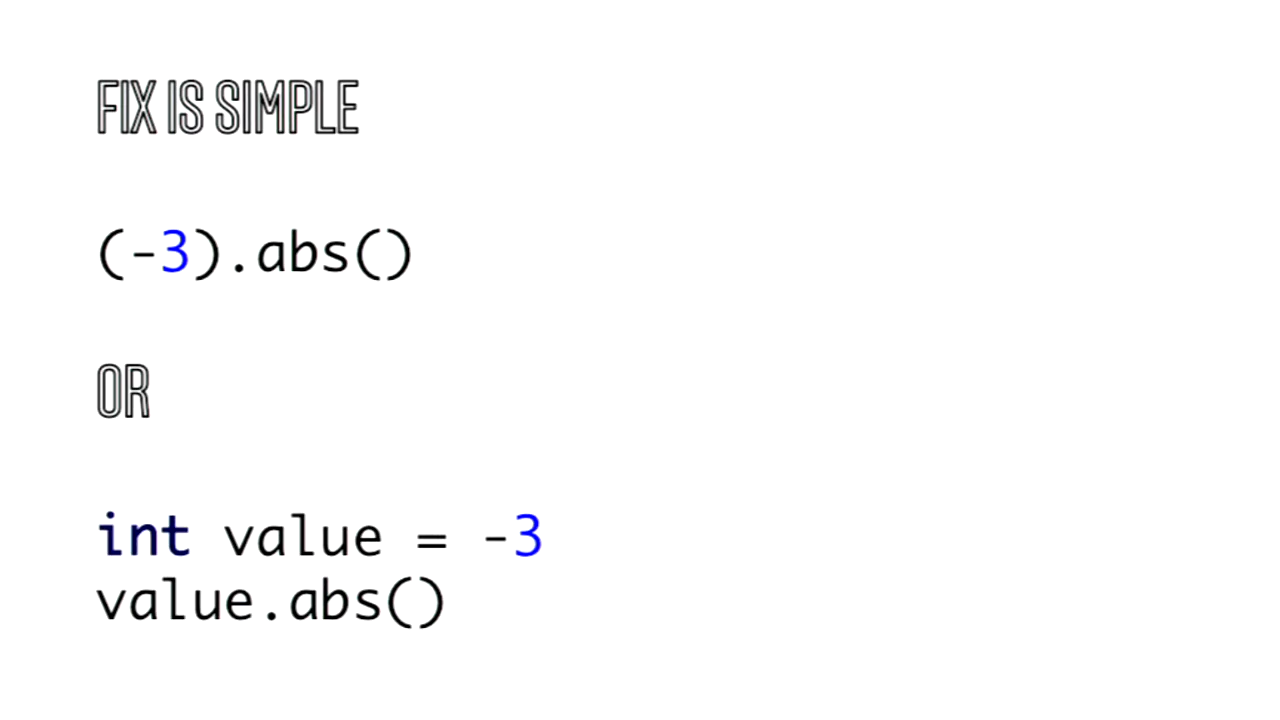 FIX IS SIMPLE
(-3).abs()
OR
int value = -3
value.abs()